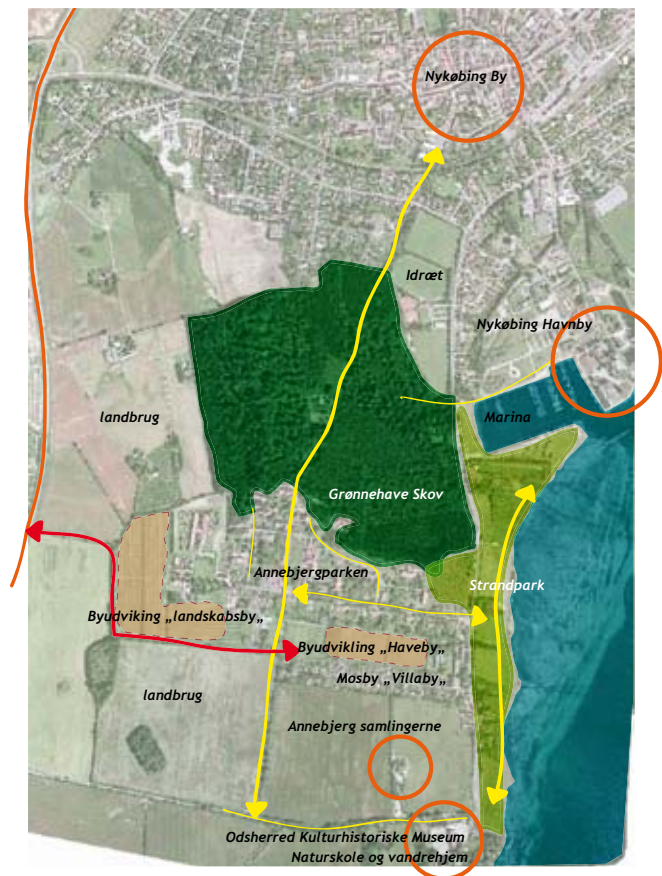 Nykøbing By
Idræt
Nykøbing Havnby
landbrug
Marina
Grønnehave Skov
Annebjergparken
Strandpark
Byudviking „landskabsby„
Byudvikling „Haveby„
Mosby „Villaby„
landbrug
Annebjerg samlingerne
Odsherred Kulturhistoriske Museum
Naturskole og vandrehjem